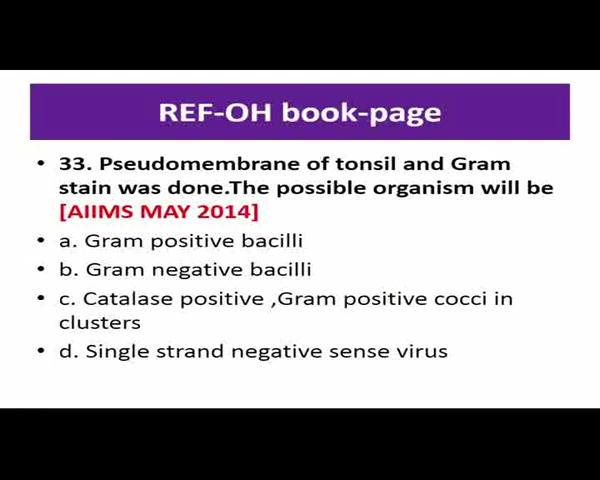 REF-OH book-page
• 33. Pseudomembrane of tonsil and Gram
stain was done.The possible organism will be
[AIIMS MAY 2014]
• a. Gram positive bacilli
• b. Gram negative bacilli
• c. Catalase positive ,Gram positive cocci in
clusters
• d. Single strand negative sense virus